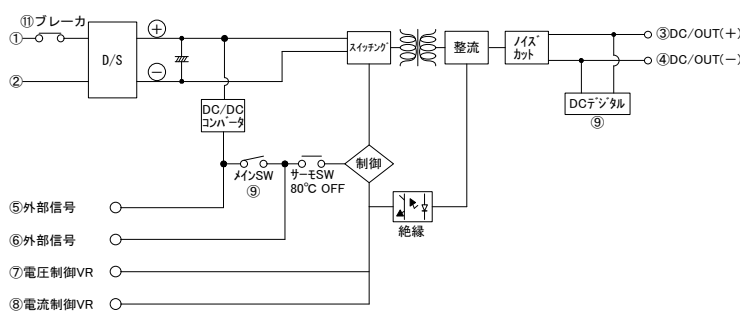 ⑪ブレーカ
①
②
D/S
+
−
DC/DC
コンバータ
スイッチング
整流
ノイズ
カット
③DC/OUT(+)
④DC/OUT(−)
DCデジタル
⑨
メインSW
⑨
サーモSW
80℃ OFF
制御
絶縁
⑤外部信号
⑥外部信号
⑦電圧制御VR
⑧電流制御VR